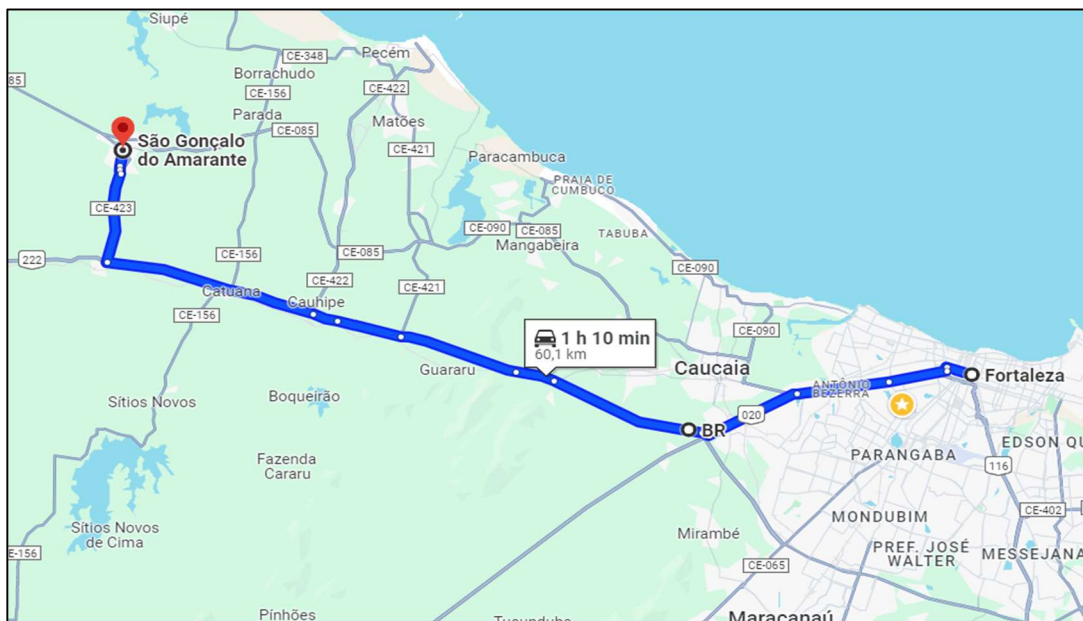 Siupé
CE-348
Pecém
85
Borrachudo
CE-156
CE-422
Parada
Matões
CE-085
São Gonçalo
do Amarante
CE-421
Paracambuca
PRAIA DE
CUMBUCO
CE-423
CE-090
CE-085
TABUBA
Mangabeira
222
CE-156
CE-085
CE-090
CE-422
CE-421
Catuana
Cauhipe
CE-156
1 h 10 min
60,1 km
CE-090
Guararu
Caucaia
Fortaleza
ANTÔNIO
BEZERRA
Sítios Novos
Boqueirão
020
BR
EDSON QU
PARANGABA
Fazenda
Cararu
116
CE-402
Sítios Novos
de Cima
MONDUBIM
Mirambé
E-156
PREF. JOSÉ
WALTER
MESSEJANA
CE-065
Pínhões
Maracanaú